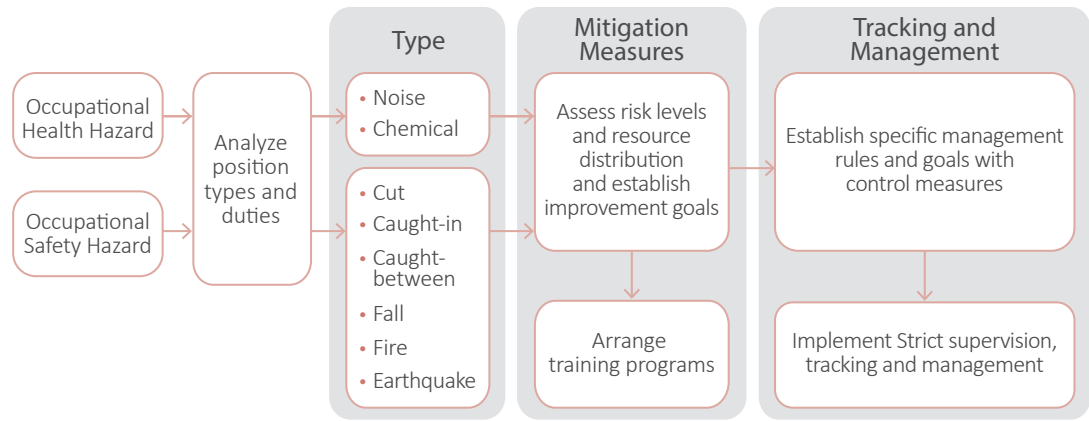 Occupational
Health Hazard
Occupational
Safety Hazard
Analyze
position
types and
duties
Type
• Noise
• Chemical
• Cut
• Caught-in
• Caught-
between
• Fall
• Fire
• Earthquake
Mitigation
Measures
Assess risk levels
and resource
distribution
and establish
improvement goals
Arrange
training programs
Tracking and
Management
Establish specific management
rules and goals with
control measures
Implement Strict supervision,
tracking and management